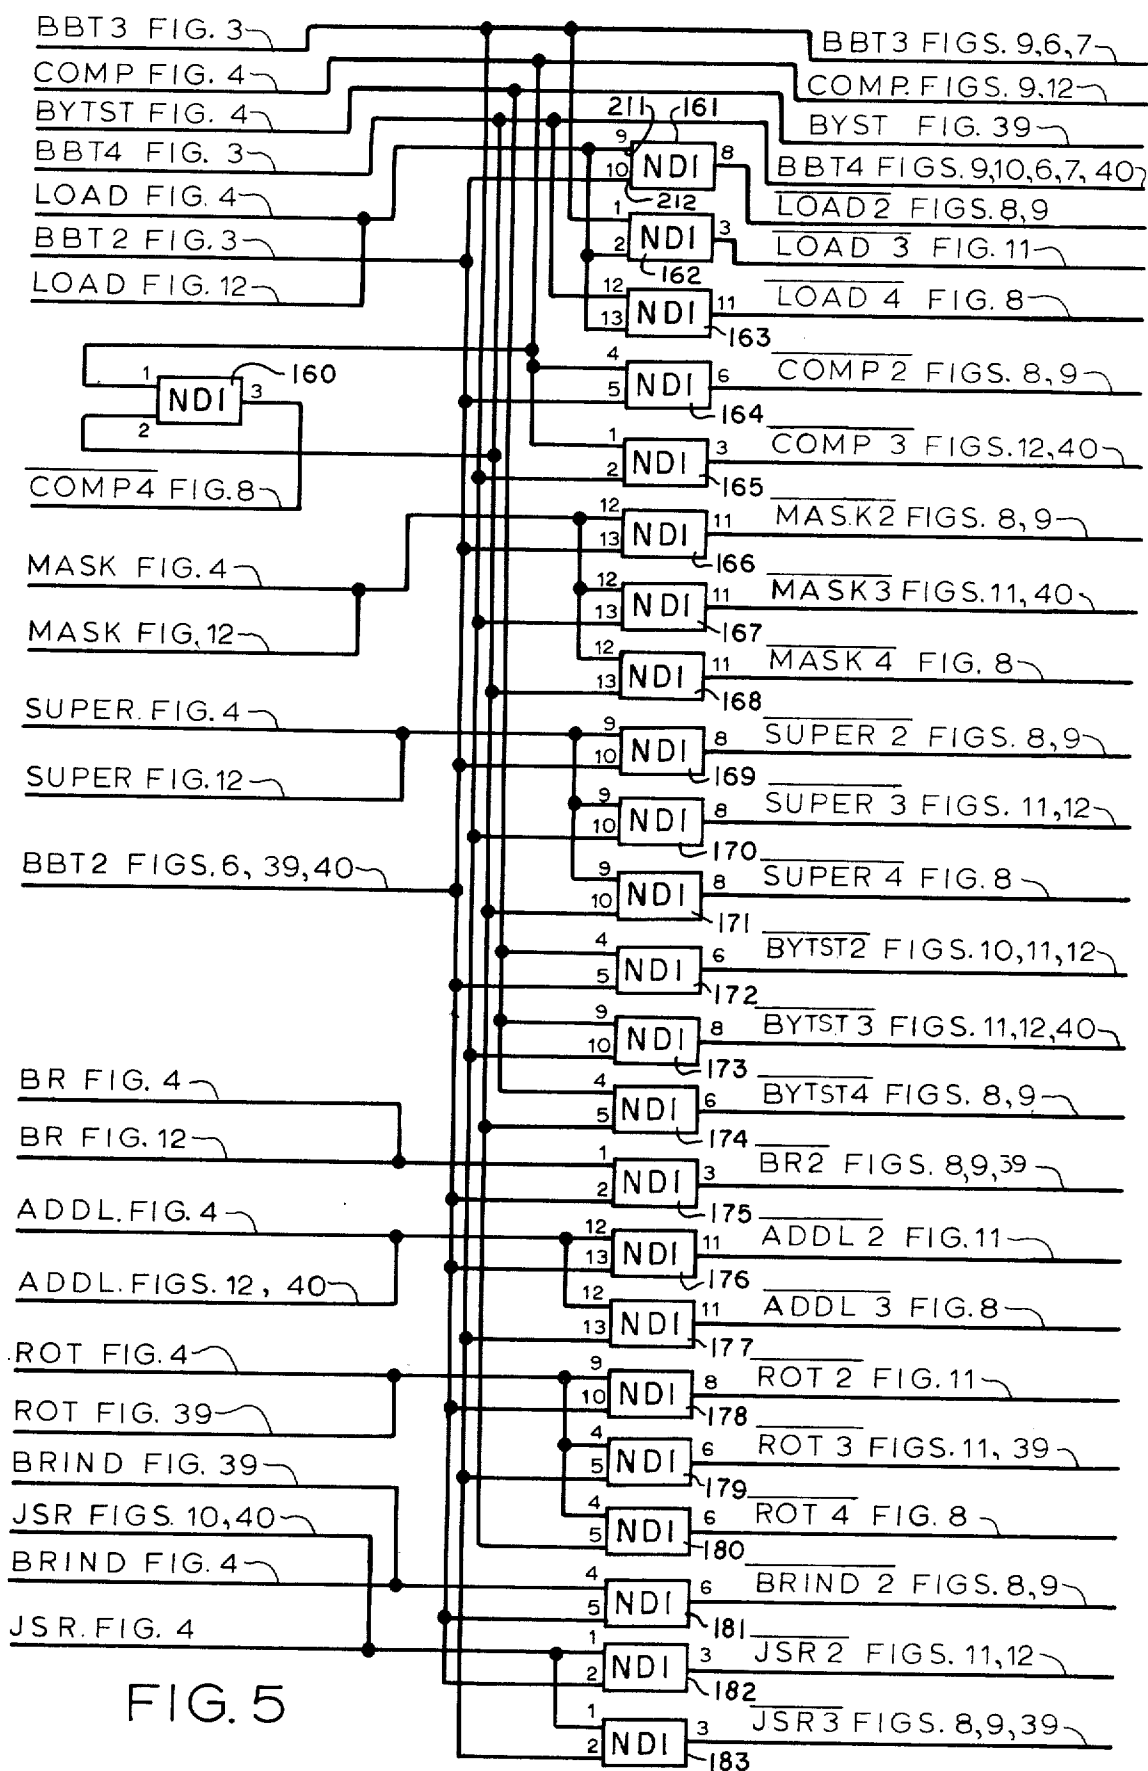 BBT3 FIG. 3
COMP FIG. 4
BYTST FIG. 4
BBT4 FIG. 3
LOAD FIG. 4
BBT2 FIG. 3
LOAD FIG. 12
BBT3 FIGS. 9,6,7
COMP. FIGS. 9,12
BYST FIG. 39
BBT4 FIGS. 9,10,6,7,40
9 10 211 212 NDI 161 8 LOAD2 FIGS. 8,9
1 2 NDI 162 3 LOAD 3 FIG. 11
12 13 NDI 163 11 LOAD 4 FIG. 8
4 5 NDI 164 6 COMP 2 FIGS. 8,9
1 2 NDI 160 3
COMP4 FIG. 8
1 2 NDI 165 3 COMP 3 FIGS. 12,40
12 13 NDI 166 11 MASK2 FIGS. 8,9
MASK FIG. 4
MASK FIG. 12
12 13 NDI 167 11 MASK3 FIGS. 11,40
12 13 NDI 168 11 MASK 4 FIG. 8
SUPER. FIG. 4
SUPER FIG. 12
9 10 NDI 169 8 SUPER 2 FIGS. 8,9
9 10 NDI 170 8 SUPER 3 FIGS. 11,12
BBT2 FIGS. 6, 39,40
9 10 NDI 171 8 SUPER 4 FIG. 8
4 5 NDI 172 6 BYTST2 FIGS. 10,11,12
9 10 NDI 173 8 BYTST 3 FIGS. 11,12,40
BR FIG. 4
BR FIG. 12
4 5 NDI 174 6 BYTST4 FIGS. 8,9
1 2 NDI 175 3 BR2 FIGS. 8,9,39
ADDL. FIG. 4
ADDL. FIGS. 12, 40
12 13 NDI 176 11 ADDL 2 FIG. 11
12 13 NDI 177 11 ADDL 3 FIG. 8
ROT FIG. 4
ROT FIG. 39
9 10 NDI 178 8 ROT 2 FIG. 11
4 5 NDI 179 6 ROT 3 FIGS. 11, 39
BRIND FIG. 39
JSR FIGS. 10,40
BRIND FIG. 4
JSR. FIG. 4
4 5 NDI 180 6 ROT 4 FIG. 8
4 5 NDI 181 6 BRIND 2 FIGS. 8,9
1 2 NDI 182 3 JSR 2 FIGS. 11,12
1 2 NDI 183 3 JSR3 FIGS. 8,9,39
FIG. 5